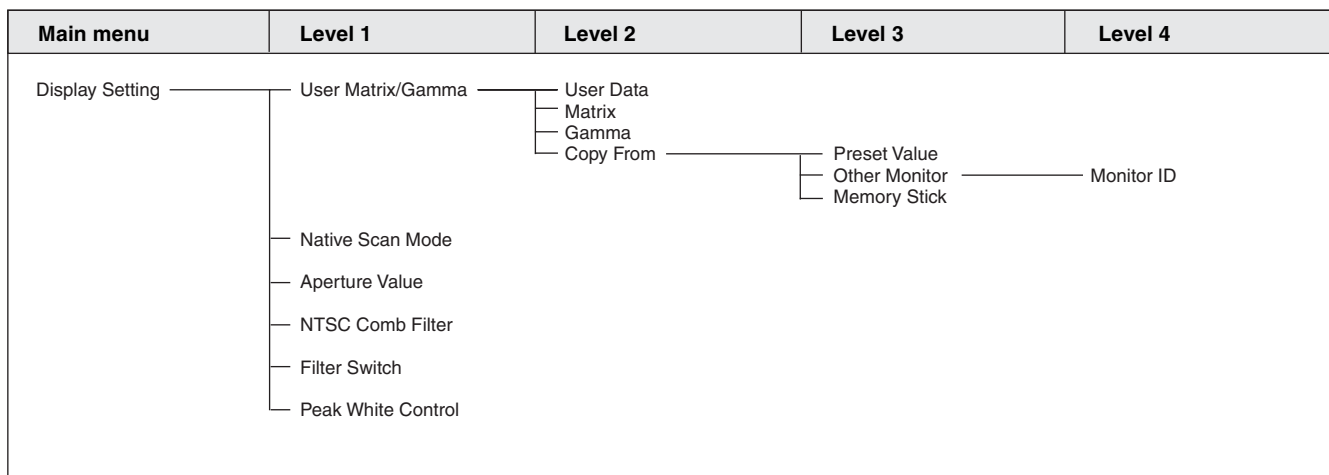 Main menu Level 1 Level 2 Level 3 Level 4
Display Setting User Matrix/Gamma User Data
Matrix
Gamma
Copy From Preset Value
Other Monitor Monitor ID
Memory Stick
Native Scan Mode
Aperture Value
NTSC Comb Filter
Filter Switch
Peak White Control